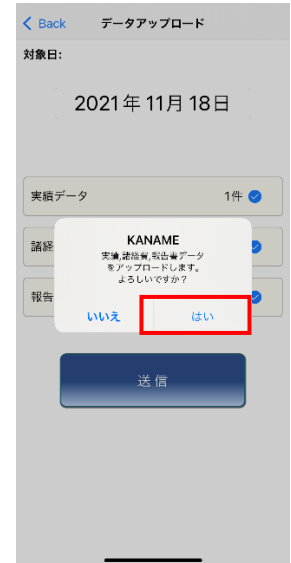 Back データアップロード
対象日:
2021年 11月 18日
実績データ 1件
諸経
報告
KANAME
実績,諸経費,報告書データ
をアップロードします。
よろしいですか?
いいえ はい
送信